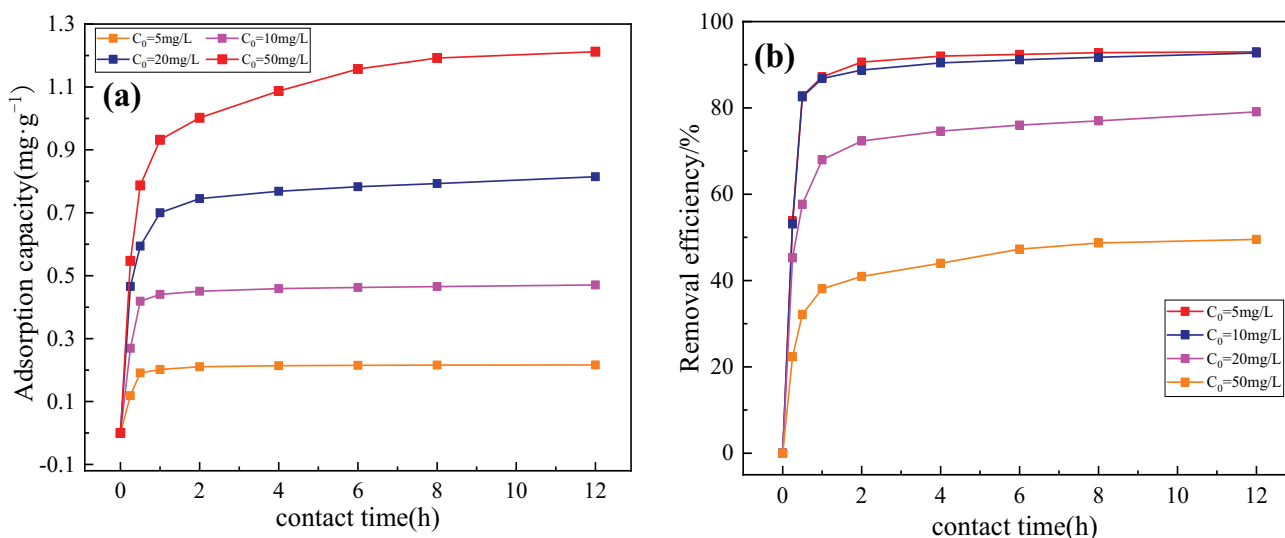 (a)
C₀=5mg/L C₀=10mg/L
C₀=20mg/L C₀=50mg/L
Adsorption capacity(mg·g⁻¹)
1.3
1.1
0.9
0.7
0.5
0.3
0.1
-0.1
0 2 4 6 8 10 12
contact time(h)
(b)
Removal efficiency/%
100
80
60
40
20
0
C₀=5mg/L
C₀=10mg/L
C₀=20mg/L
C₀=50mg/L
0 2 4 6 8 10 12
contact time(h)